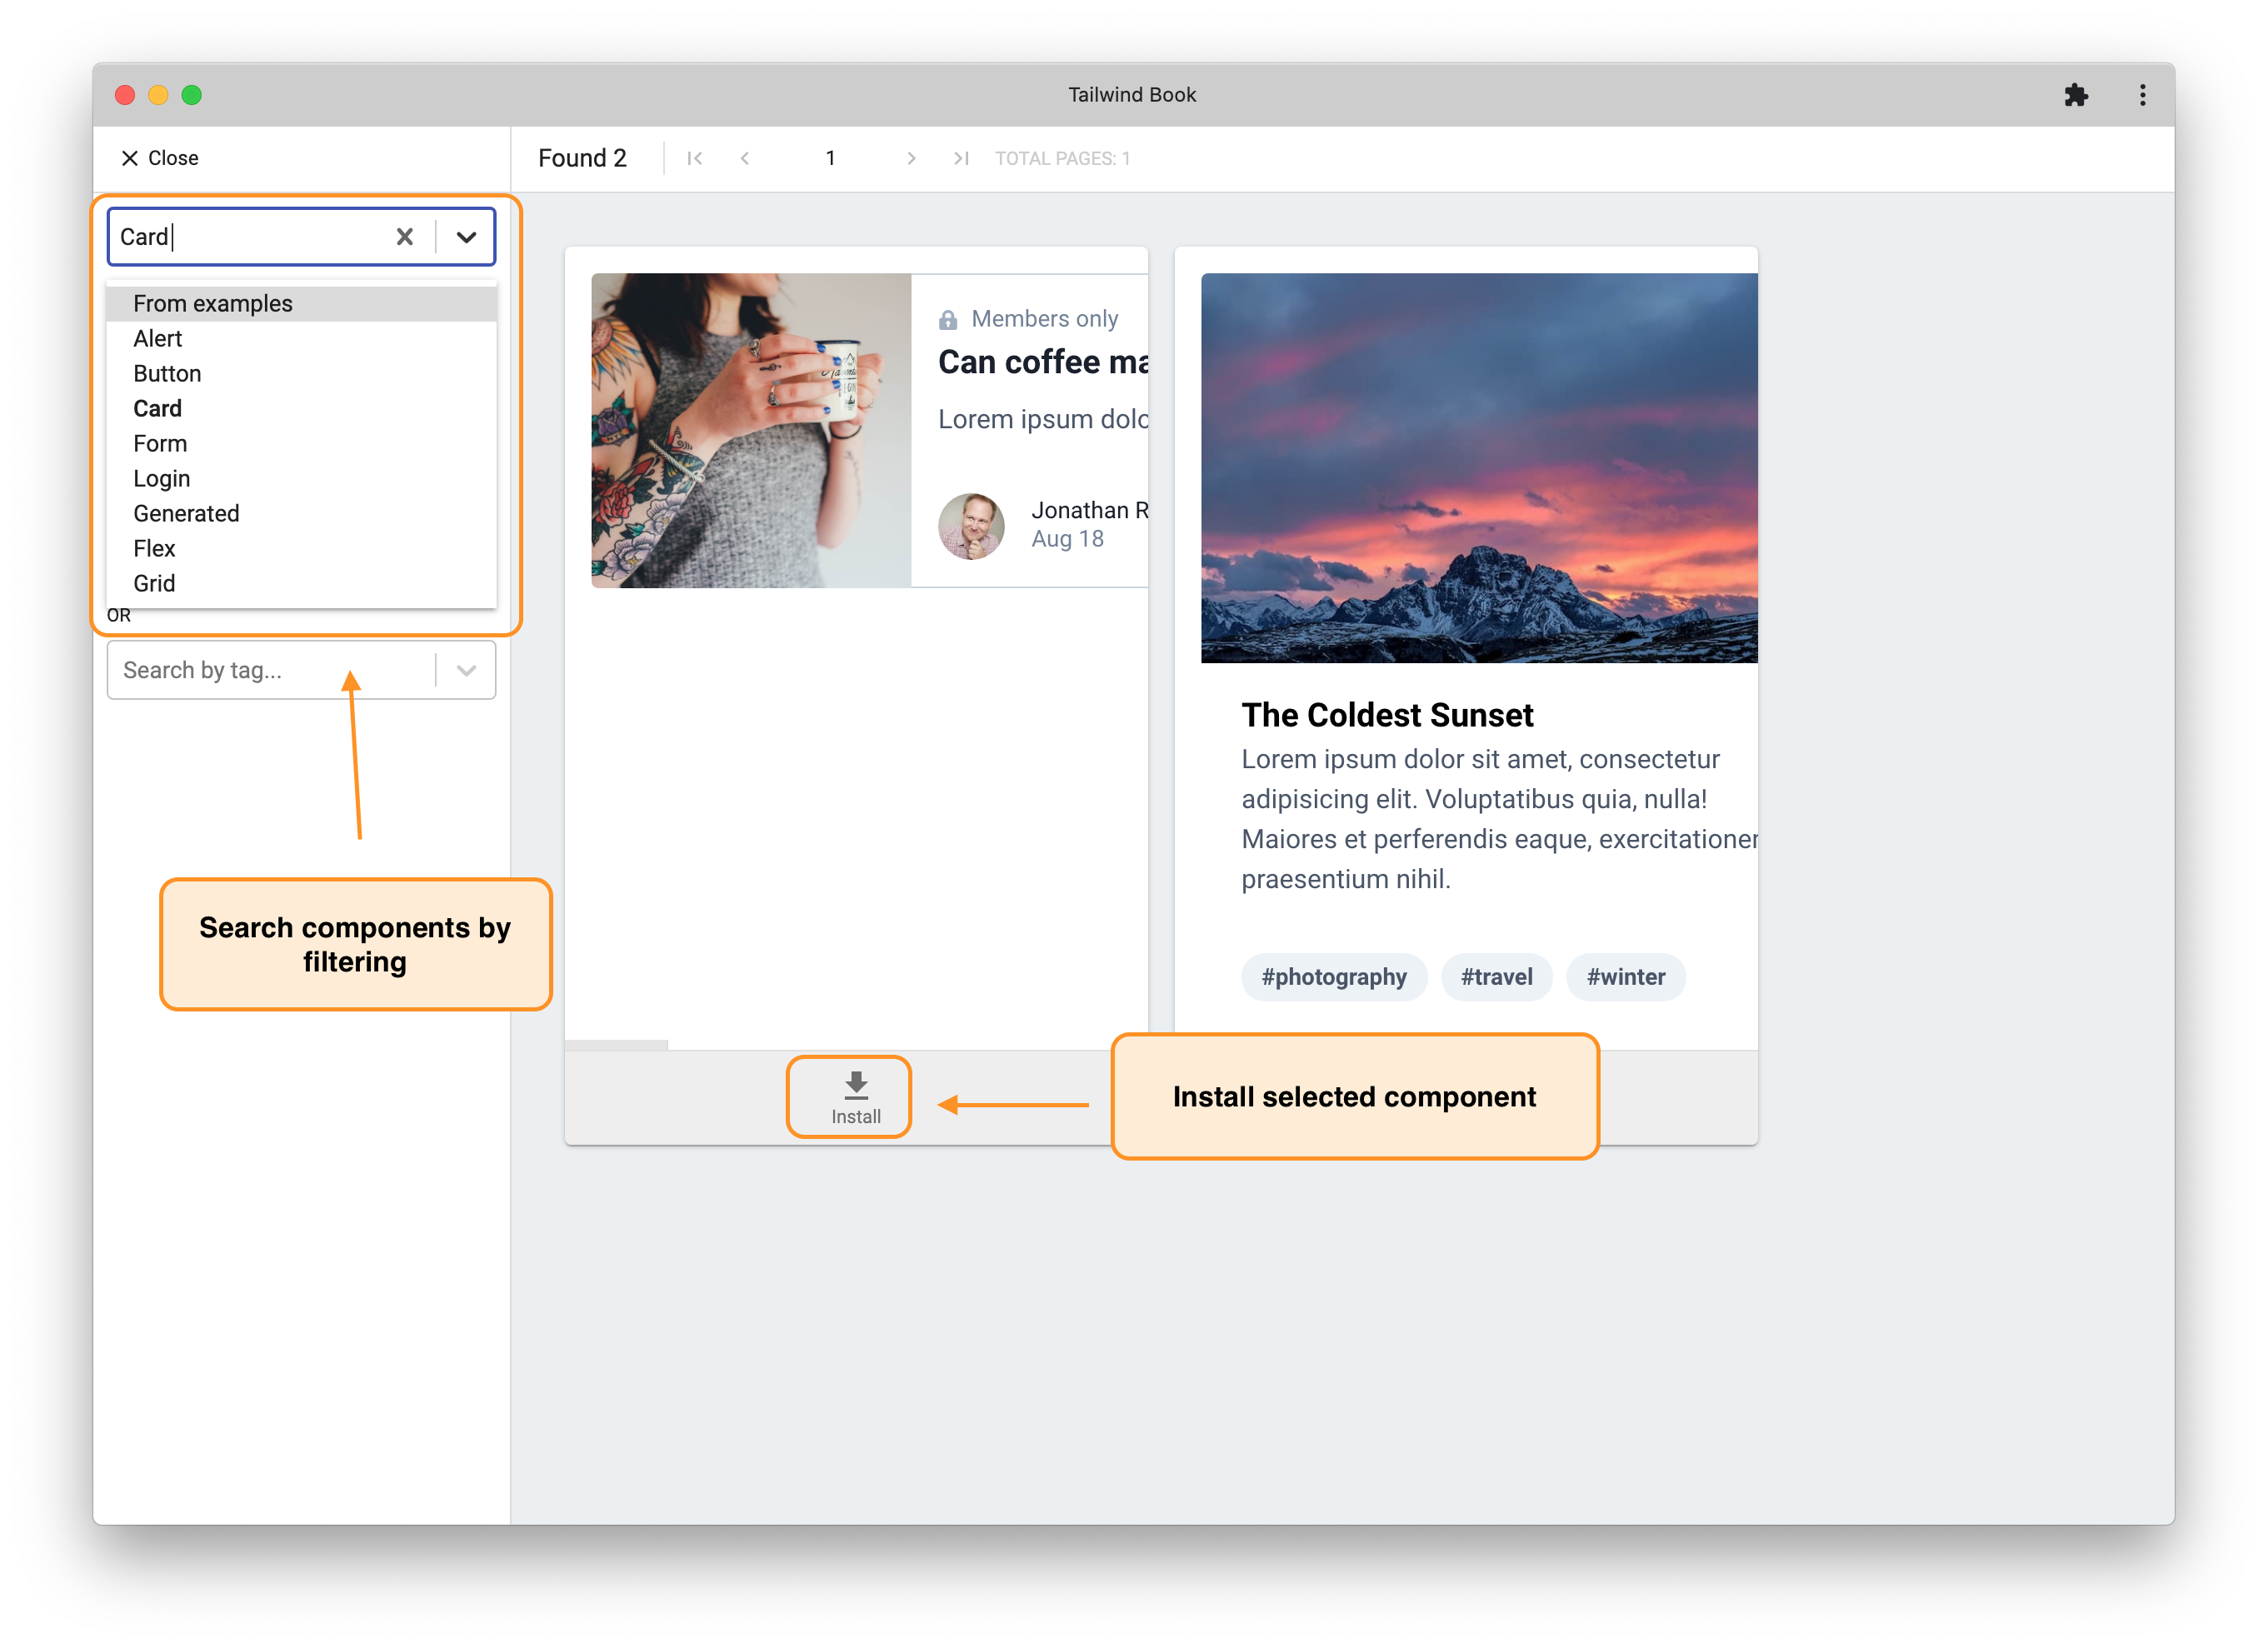 Tailwind Book
Close
Found 2
1
TOTAL PAGES: 1
Card
From examples
Alert
Button
Card
Form
Login
Generated
Flex
Grid
OR
Search by tag...
Search components by
filtering
Members only
Can coffee ma
Lorem ipsum dolo
Jonathan R
Aug 18
The Coldest Sunset
Lorem ipsum dolor sit amet, consectetur
adipisicing elit. Voluptatibus quia, nulla!
Maiores et perferendis eaque, exercitationer
praesentium nihil.
#photography #travel #winter
Install
Install selected component